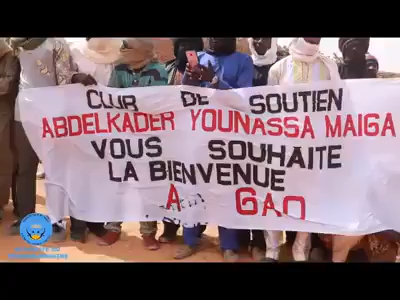 CLUB DE SOUTIEN
ABDELKADER YOUNASSA MAIGA
VOUS SOUHAITE
LA BIENVENUE
A GAO